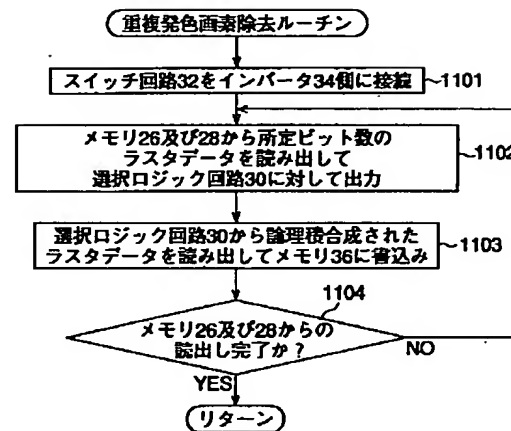 重複発色画素除去ルーチン
スイッチ回路32をインバータ34側に接続
1101
メモリ26及び28から所定ビット数の
ラスタデータを読み出して
選択ロジック回路30に対して出力
1102
選択ロジック回路30から論理積合成された
ラスタデータを読み出してメモリ36に書込み
1103
1104
メモリ26及び28からの
読出し完了か?
NO
YES
リターン